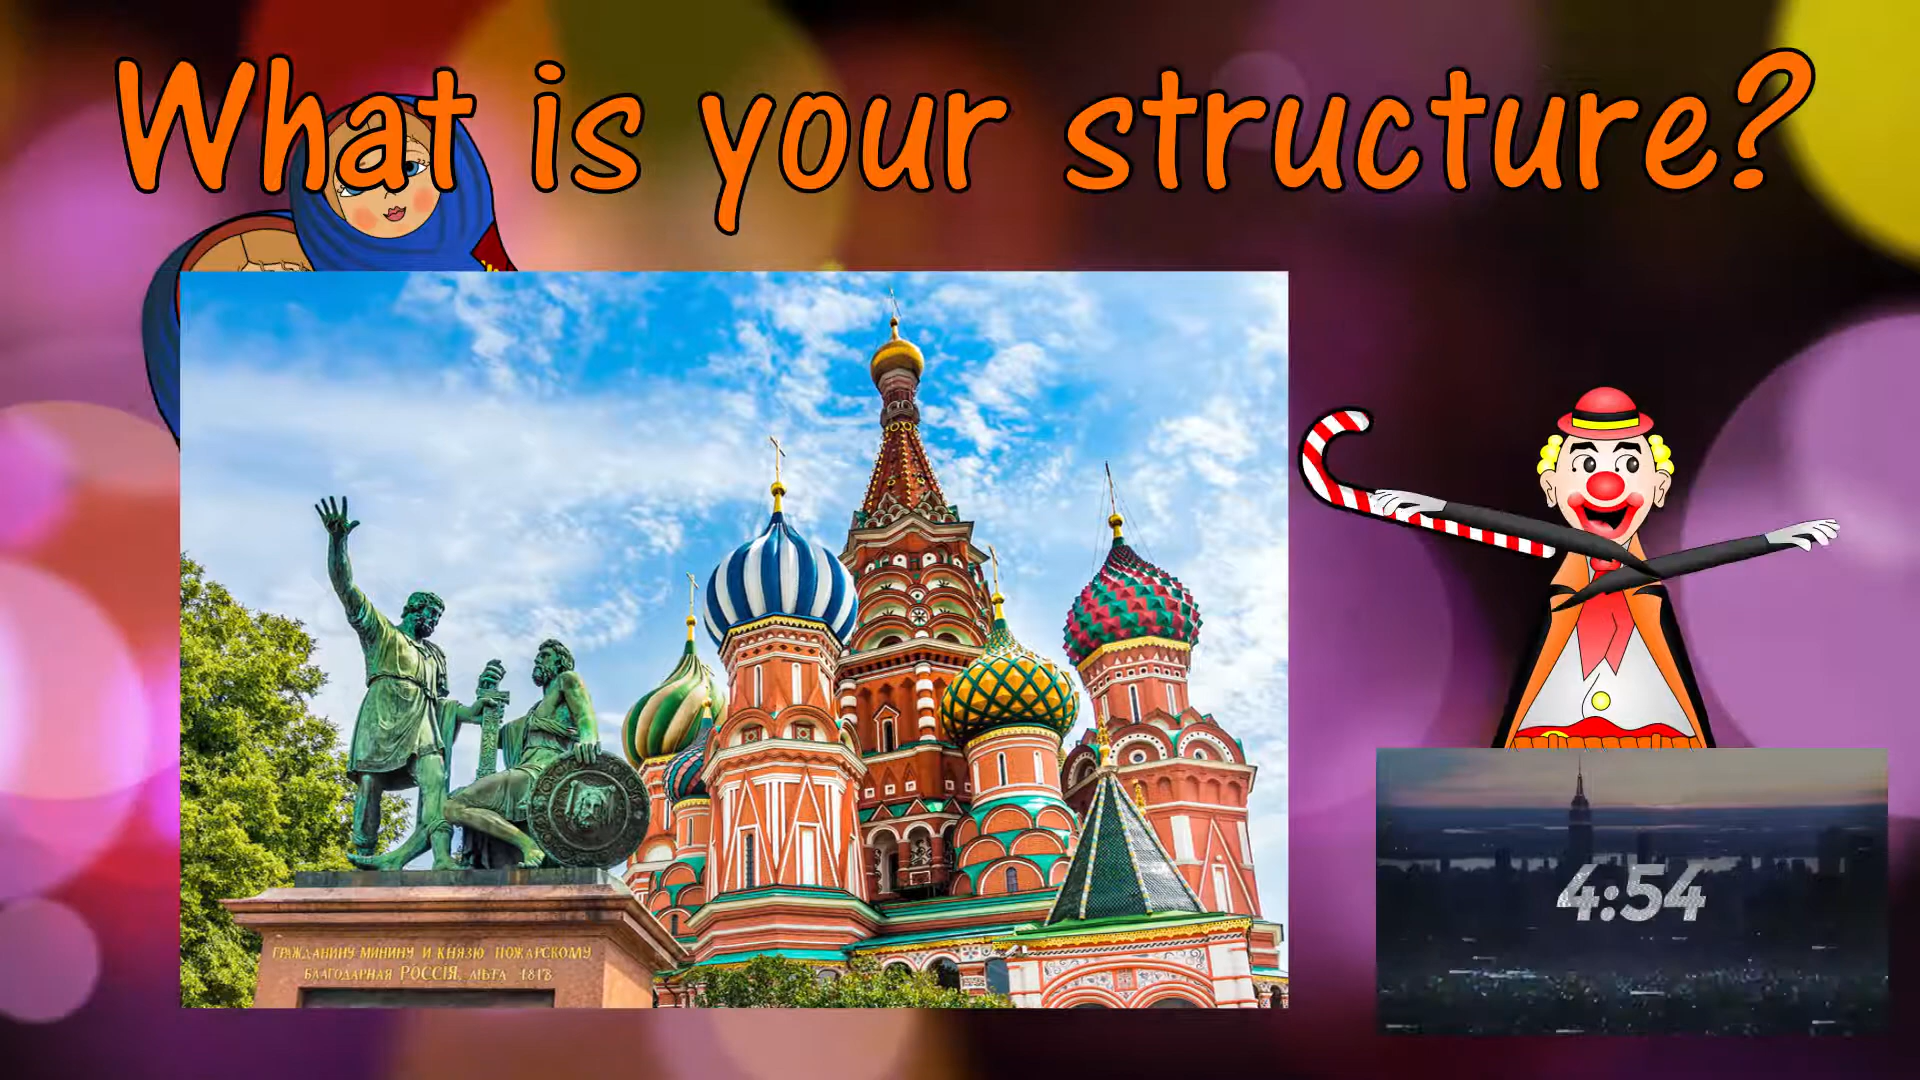 What is your structure?
ГРАЖДАНИНУ МИНИНУ И КНЯЗЮ ПОЖАРСКОМУ
БЛАГОДАРНАЯ РОССІЯ, ЛѢТА 1818
4:54